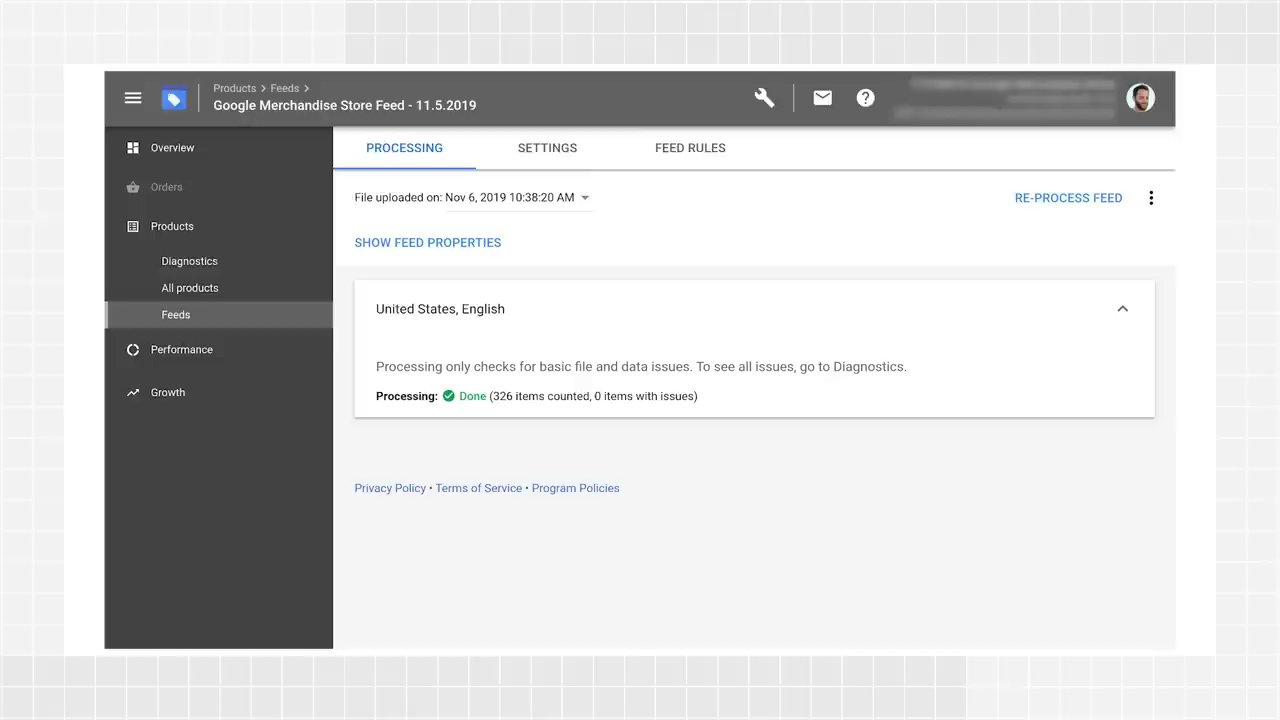 Products > Feeds >
Google Merchandise Store Feed - 11.5.2019
Overview
Orders
Products
Diagnostics
All products
Feeds
Performance
Growth
PROCESSING
SETTINGS
FEED RULES
File uploaded on: Nov 6, 2019 10:38:20 AM
RE-PROCESS FEED
SHOW FEED PROPERTIES
United States, English
Processing only checks for basic file and data issues. To see all issues, go to Diagnostics.
Processing: Done (326 items counted, 0 items with issues)
Privacy Policy • Terms of Service • Program Policies